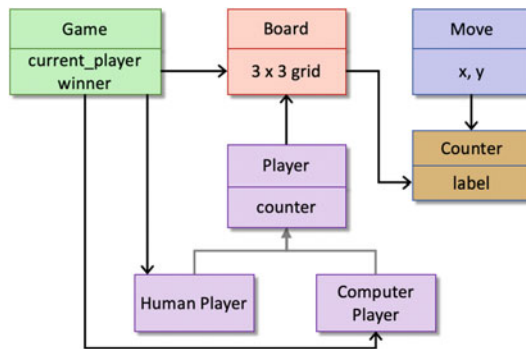 Game
current_player
winner
Board
3 x 3 grid
Move
x, y
Counter
label
Player
counter
Human Player
Computer
Player